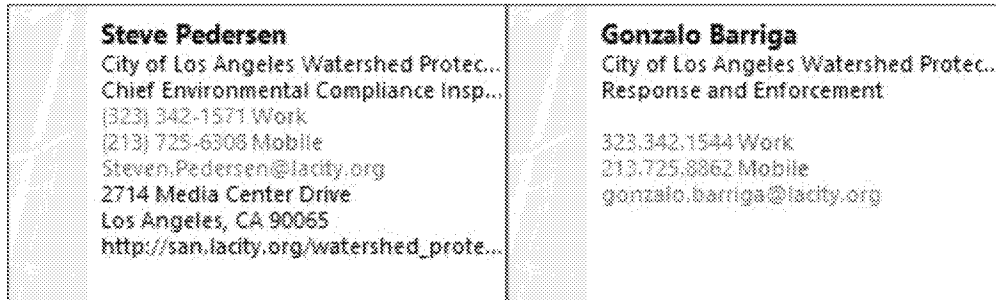 Steve Pedersen
City of Los Angeles Watershed Protec...
Chief Environmental Compliance Insp...
(323) 342-1571 Work
(213) 725-6308 Mobile
Steven.Pedersen@lacity.org
2714 Media Center Drive
Los Angeles, CA 90065
http://san.lacity.org/watershed_prote...
Gonzalo Barriga
City of Los Angeles Watershed Protec...
Response and Enforcement
323.342.1544 Work
213.725.8862 Mobile
gonzalo.barriga@lacity.org